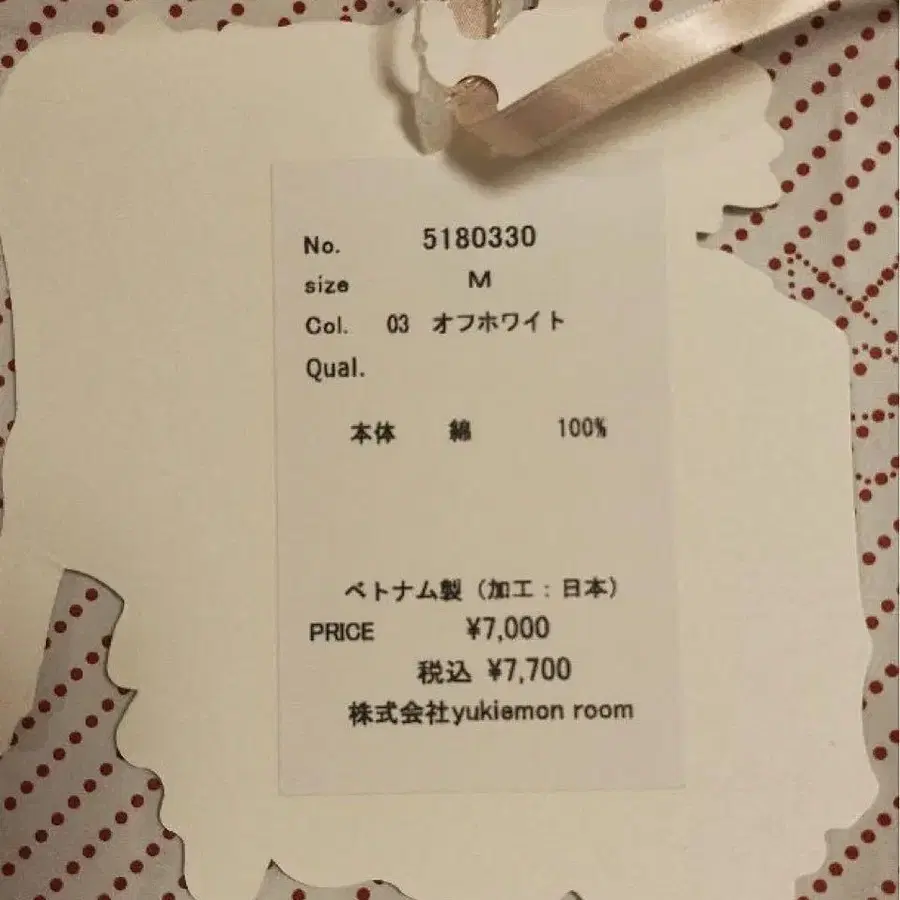 No. 5180330
size M
Col. 03 オフホワイト
Qual.
本体 綿 100%
ベトナム製（加工：日本）
PRICE ¥7,000
税込 ¥7,700
株式会社yukiemon room